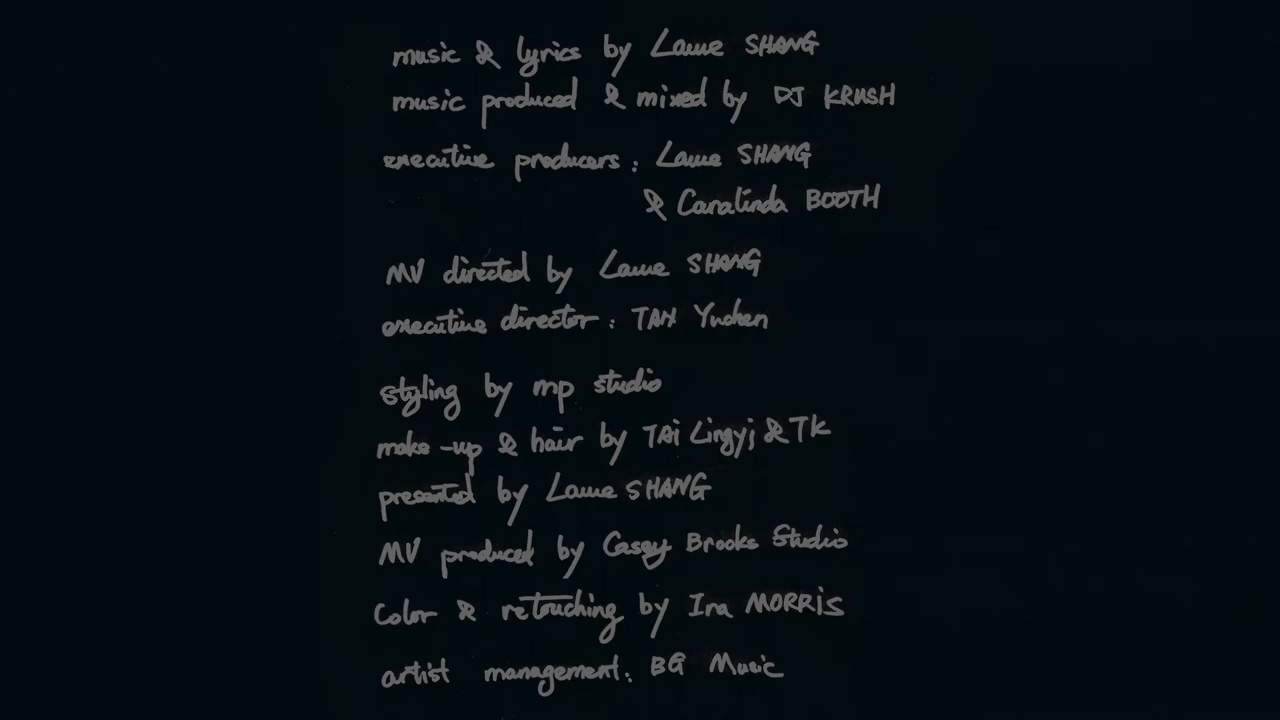 music & lyrics by Laure SHANG
music produced & mixed by DJ KRUSH
executive producers: Laure SHANG
& Caralinda BOOTH
MV directed by Laure SHANG
executive director: TAN Yuchen
styling by mp studio
make-up & hair by TAi Lingyi & TK
presented by Laure SHANG
MV produced by Casey Brooks Studio
Color & retouching by Ira MORRiS
artist management: BG Music